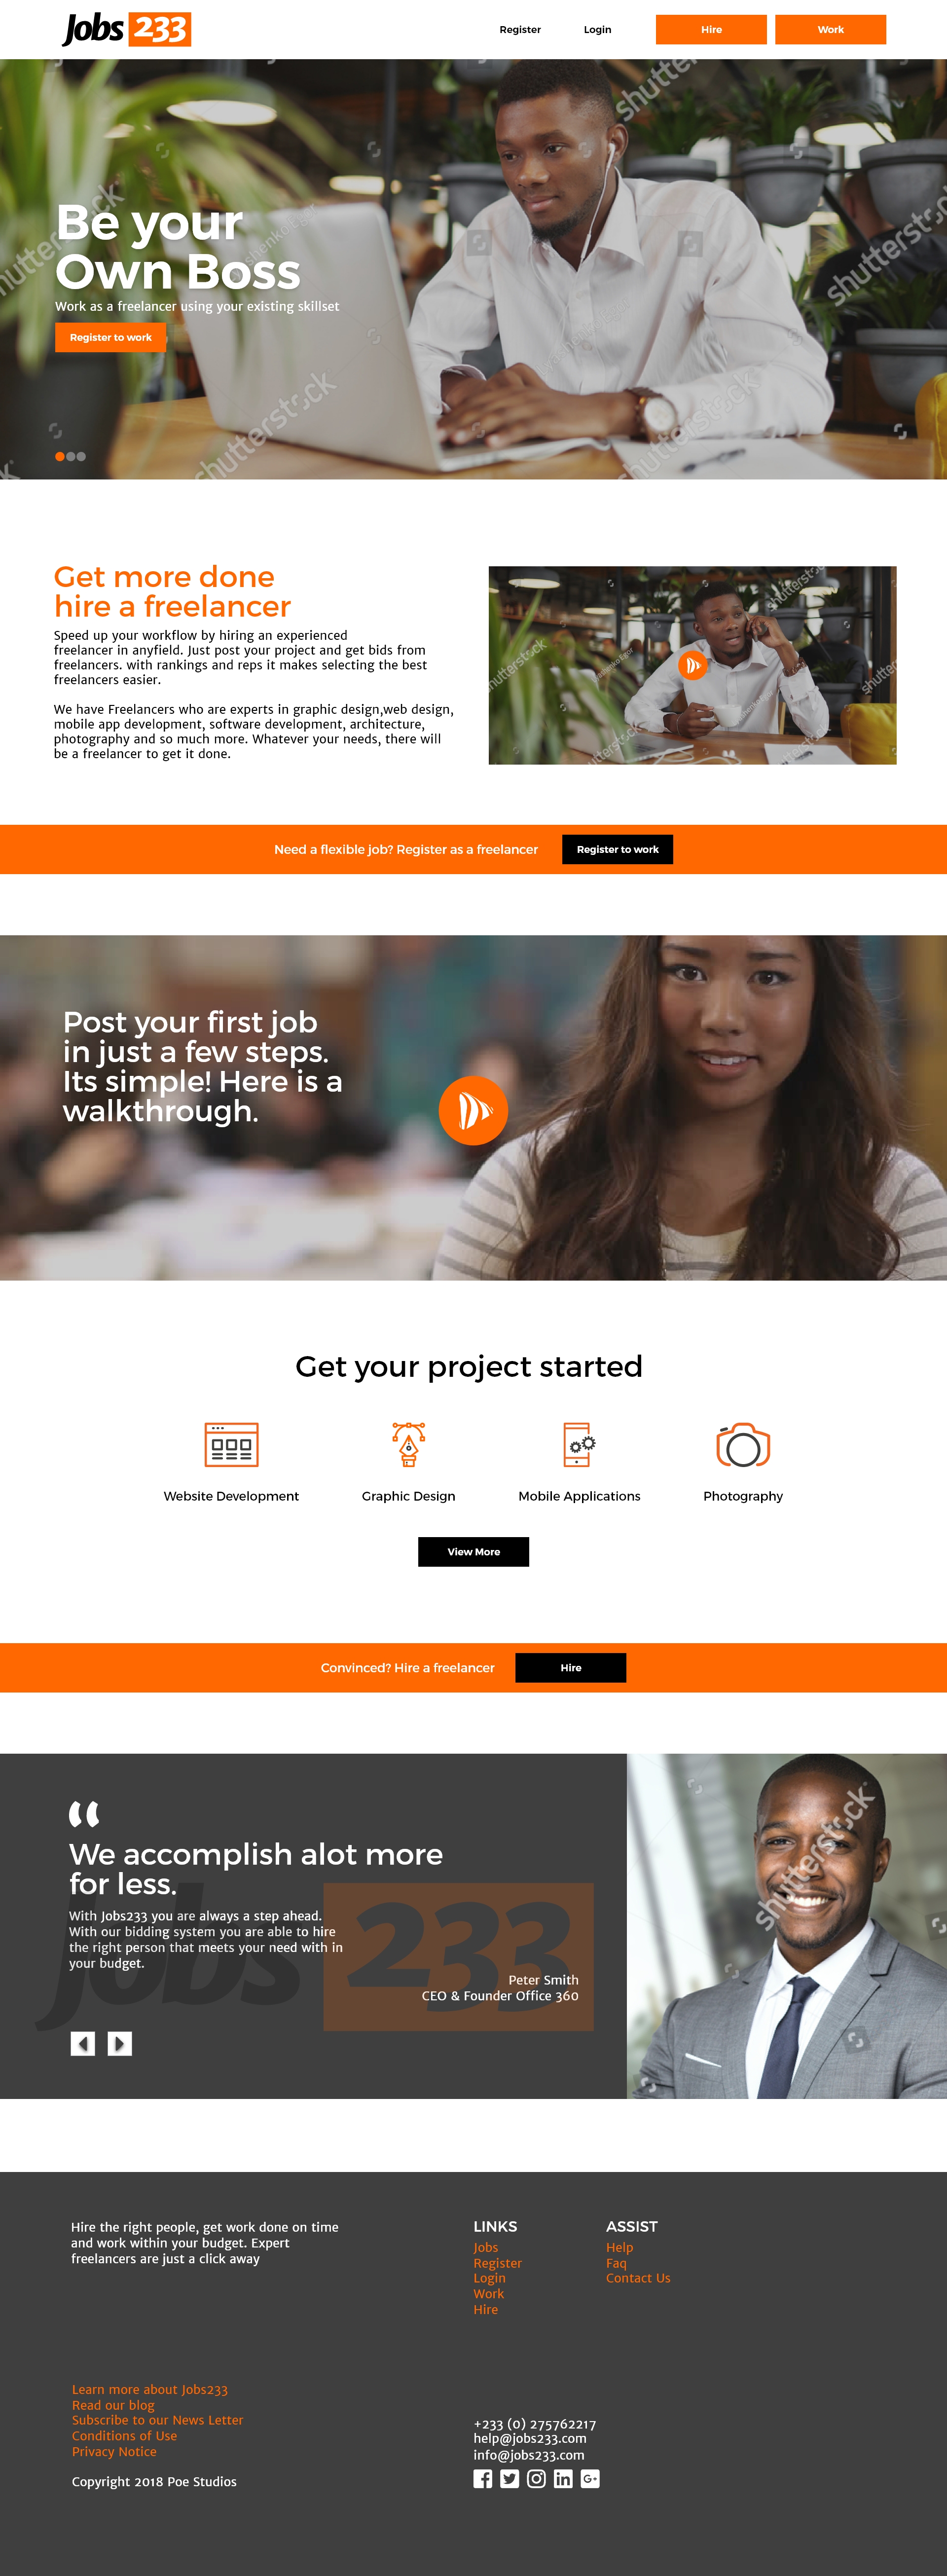 Jobs 233
Register
Login
Hire
Work
shutterstock
Be your
Own Boss
Work as a freelancer using your existing skillset
Register to work
shutterstock
shutterstock
shutterstock
shutterstock
Get more done
hire a freelancer
Speed up your workflow by hiring an experienced
freelancer in anyfield. Just post your project and get bids from
freelancers. with rankings and reps it makes selecting the best
freelancers easier.
We have Freelancers who are experts in graphic design,web design,
mobile app development, software development, architecture,
photography and so much more. Whatever your needs, there will
be a freelancer to get it done.
shutterstock
shutterstock
shutterstock
shutterstock
Need a flexible job? Register as a freelancer
Register to work
Post your first job
in just a few steps.
Its simple! Here is a
walkthrough.
Get your project started
Website Development
Graphic Design
Mobile Applications
Photography
View More
Convinced? Hire a freelancer
Hire
“
We accomplish alot more
for less.
With Jobs233 you are always a step ahead.
With our bidding system you are able to hire
the right person that meets your need with in
your budget.
Jobs 233
Peter Smith
CEO & Founder Office 360
shutterstock
Hire the right people, get work done on time
and work within your budget. Expert
freelancers are just a click away
LINKS
Jobs
Register
Login
Work
Hire
ASSIST
Help
Faq
Contact Us
Learn more about Jobs233
Read our blog
Subscribe to our News Letter
Conditions of Use
Privacy Notice
Copyright 2018 Poe Studios
+233 (0) 275762217
help@jobs233.com
info@jobs233.com